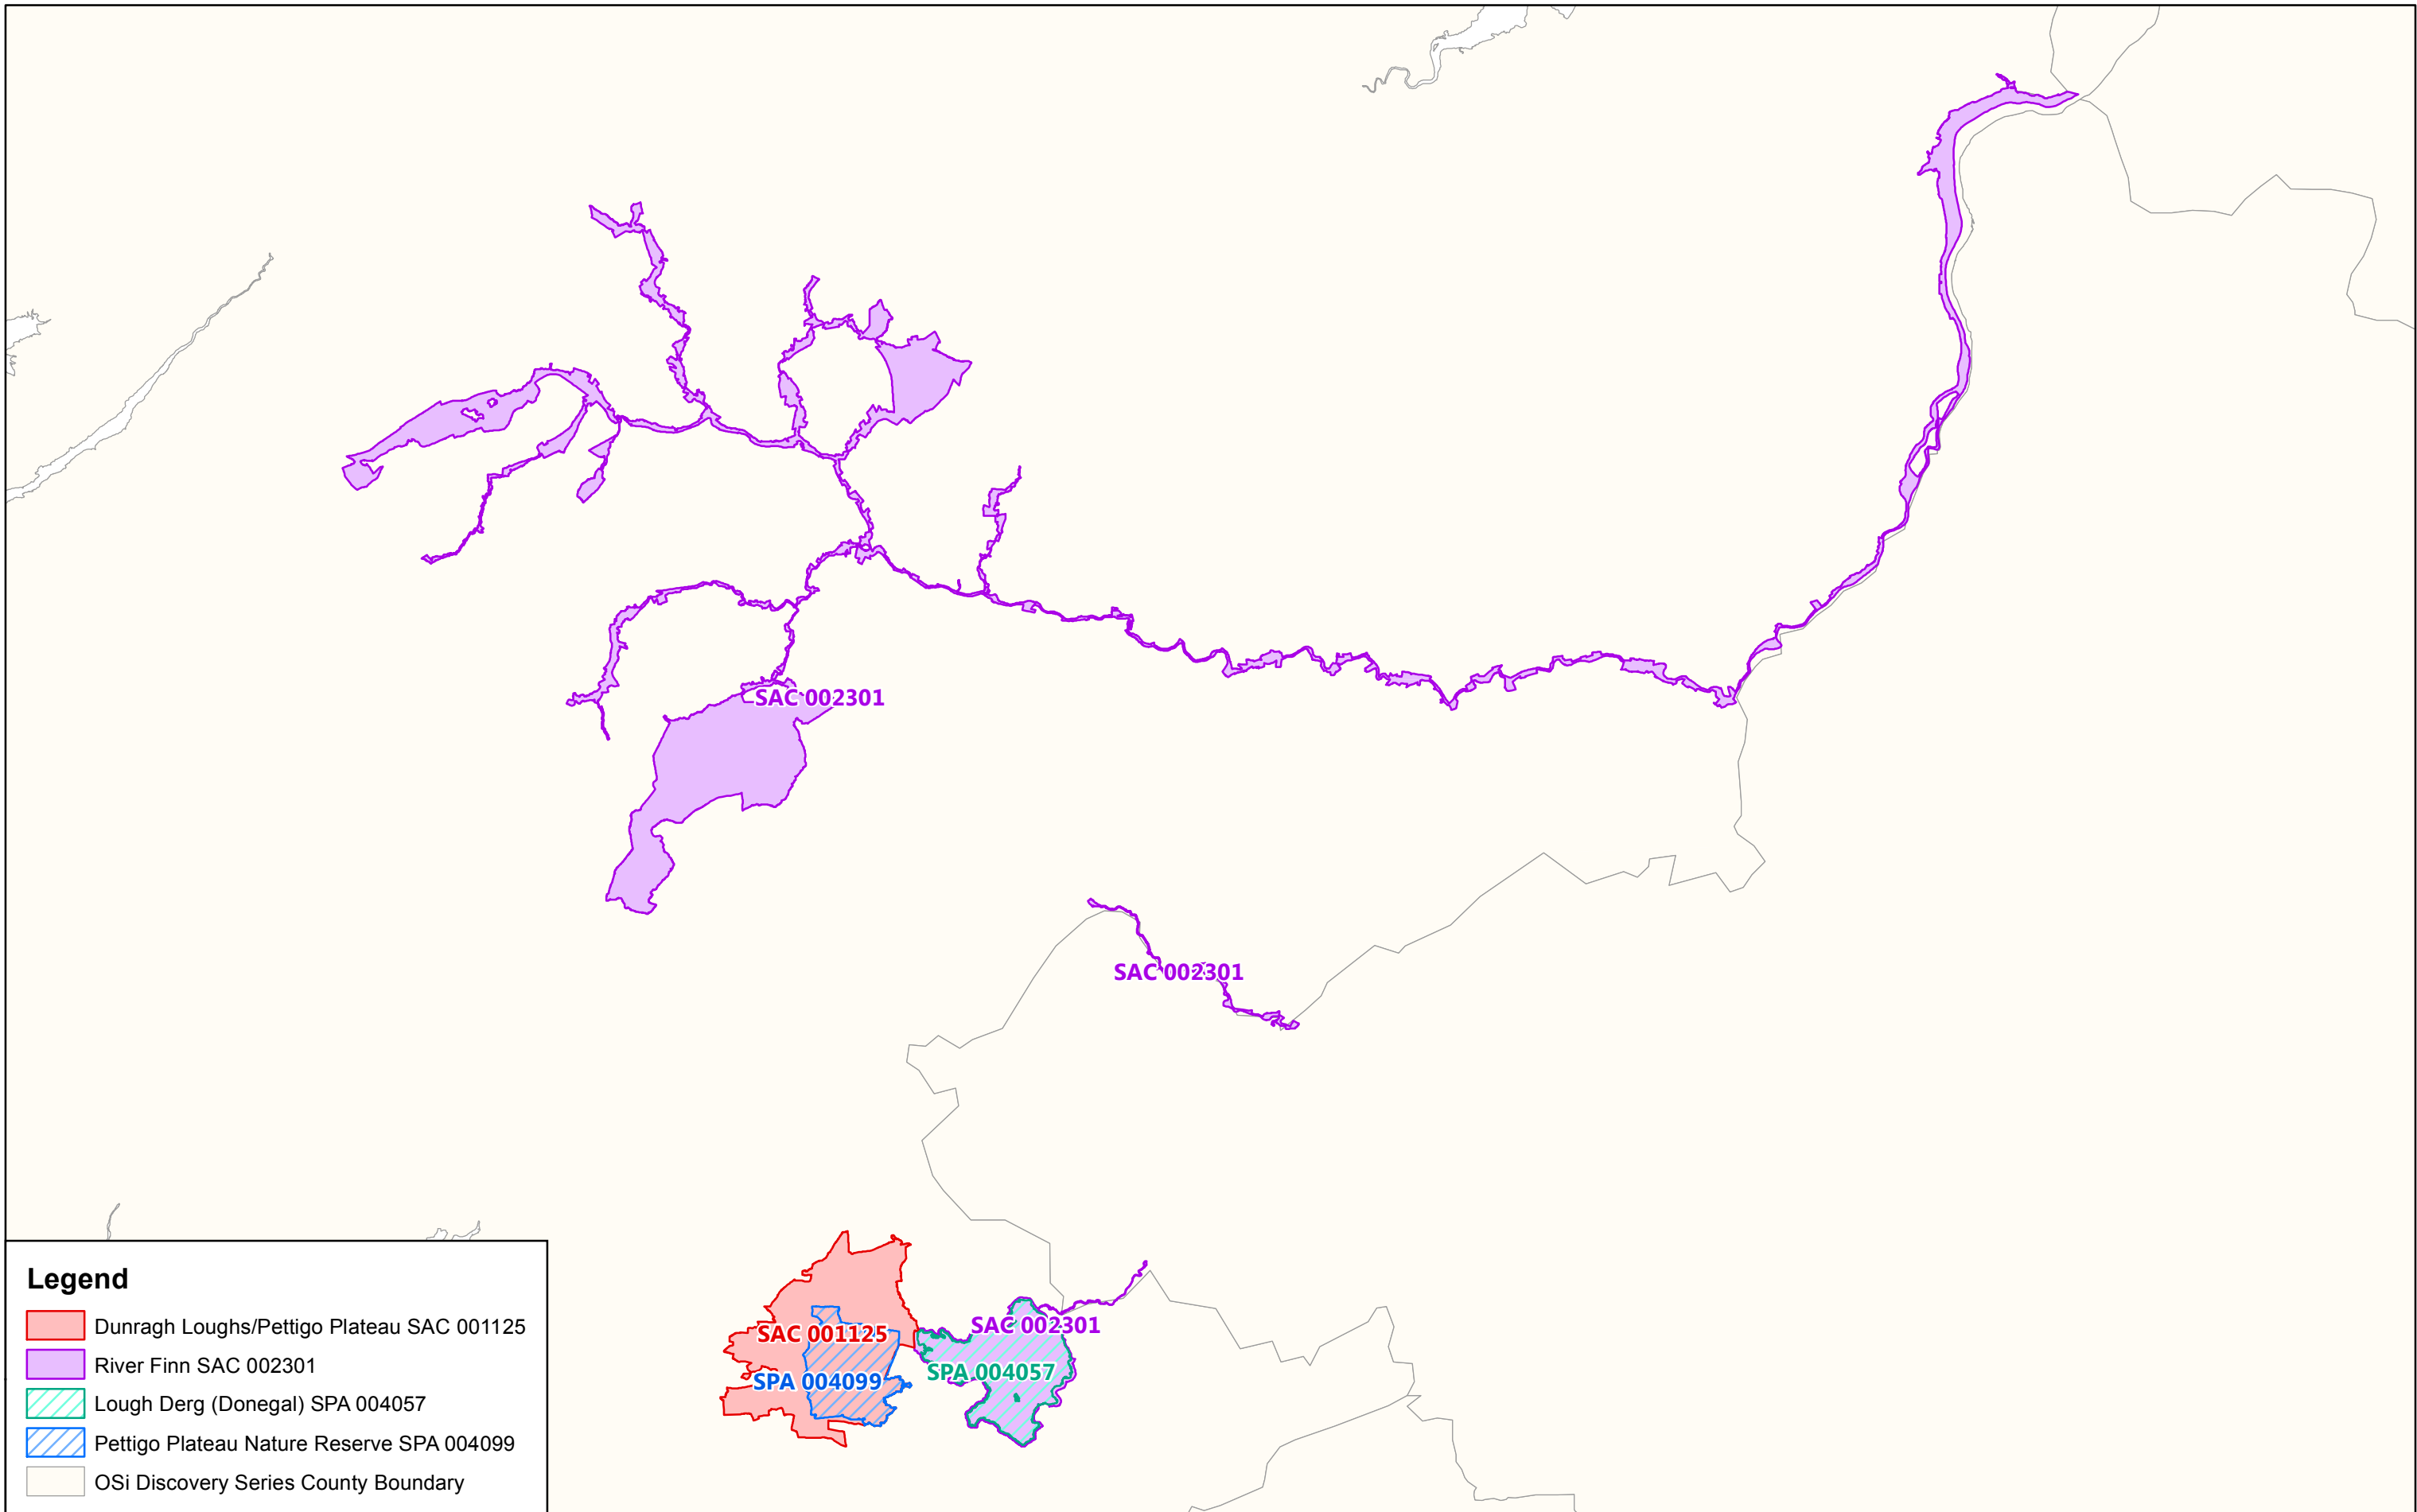 SAC 002301
SAC 002301
SAC 002301
SAC 001125
SPA 004057
SPA 004099
Legend
Dunragh Loughs/Pettigo Plateau SAC 001125
River Finn SAC 002301
Lough Derg (Donegal) SPA 004057
Pettigo Plateau Nature Reserve SPA 004099
OSi Discovery Series County Boundary